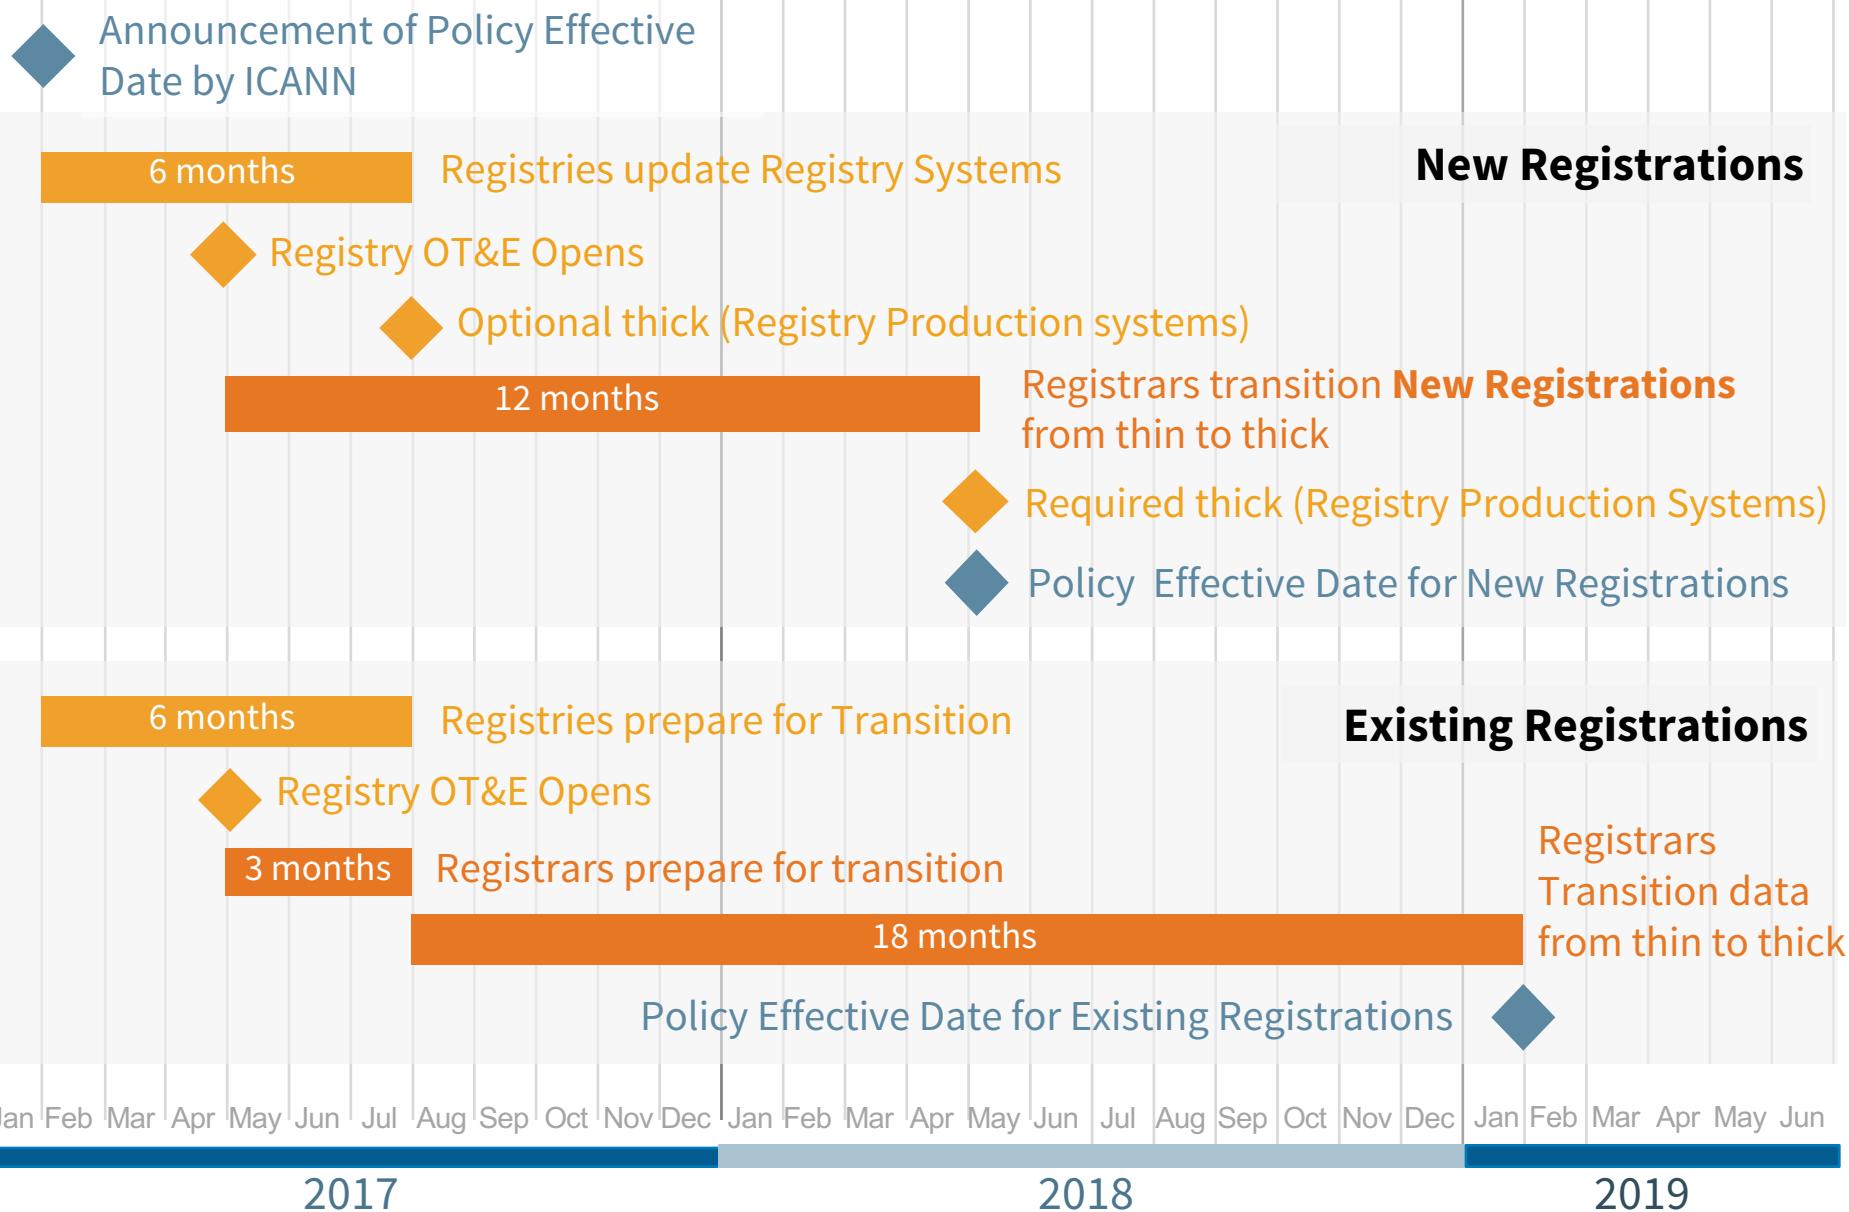 Announcement of Policy Effective
Date by ICANN
New Registrations
6 months
Registries update Registry Systems
Registry OT&E Opens
Optional thick (Registry Production systems)
12 months
Registrars transition New Registrations
from thin to thick
Required thick (Registry Production Systems)
Policy Effective Date for New Registrations
Existing Registrations
6 months
Registries prepare for Transition
Registry OT&E Opens
3 months
Registrars prepare for transition
18 months
Registrars
Transition data
from thin to thick
Policy Effective Date for Existing Registrations
Jan Feb Mar Apr May Jun Jul Aug Sep Oct Nov Dec Jan Feb Mar Apr May Jun Jul Aug Sep Oct Nov Dec Jan Feb Mar Apr May Jun
2017 2018 2019